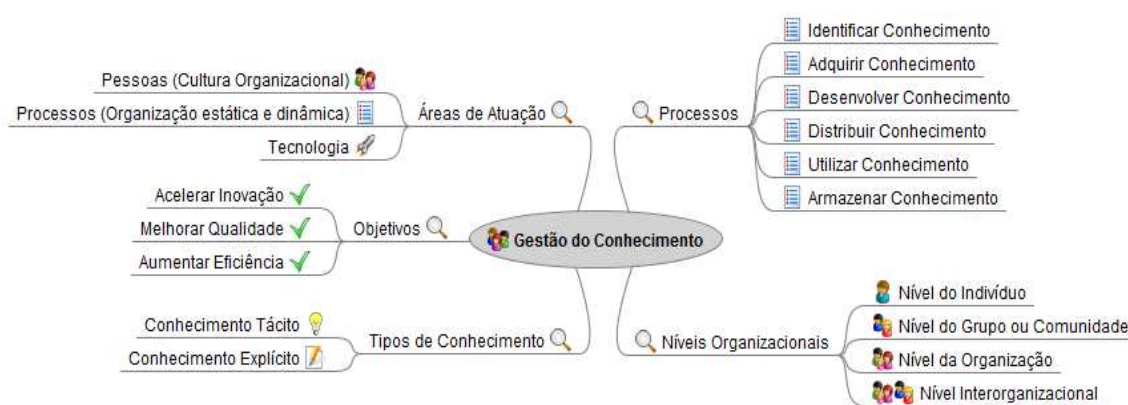 Gestão do Conhecimento
Áreas de Atuação
Pessoas (Cultura Organizacional)
Processos (Organização estática e dinâmica)
Tecnologia
Objetivos
Acelerar Inovação
Melhorar Qualidade
Aumentar Eficiência
Tipos de Conhecimento
Conhecimento Tácito
Conhecimento Explícito
Processos
Identificar Conhecimento
Adquirir Conhecimento
Desenvolver Conhecimento
Distribuir Conhecimento
Utilizar Conhecimento
Armazenar Conhecimento
Níveis Organizacionais
Nível do Indivíduo
Nível do Grupo ou Comunidade
Nível da Organização
Nível Interorganizacional